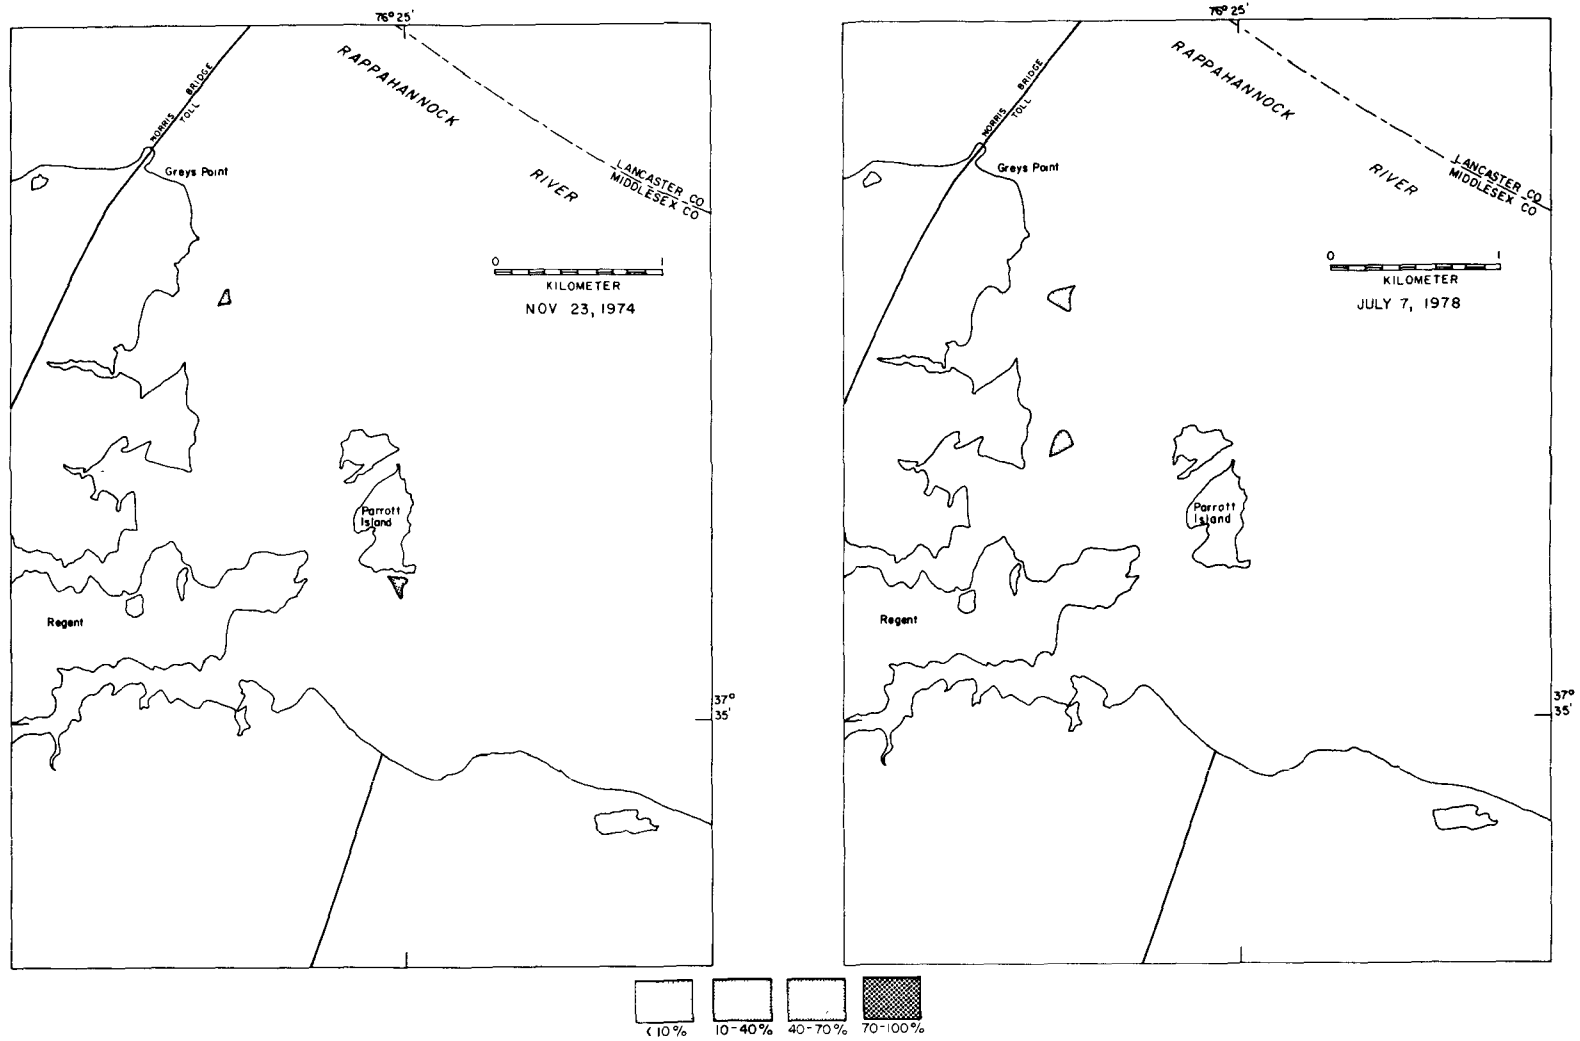 76° 25'
RAPPAHANNOCK
RIVER
NORRIS BRIDGE
TOLL
Greys Point
LANCASTER CO
MIDDLESEX CO
0 1
KILOMETER
NOV 23, 1974
Parrott
Island
Regent
37°
35'
76° 25'
RAPPAHANNOCK
RIVER
NORRIS BRIDGE
TOLL
Greys Point
LANCASTER CO
MIDDLESEX CO
0 1
KILOMETER
JULY 7, 1978
Parrott
Island
Regent
37°
35'
<10% 10-40% 40-70% 70-100%